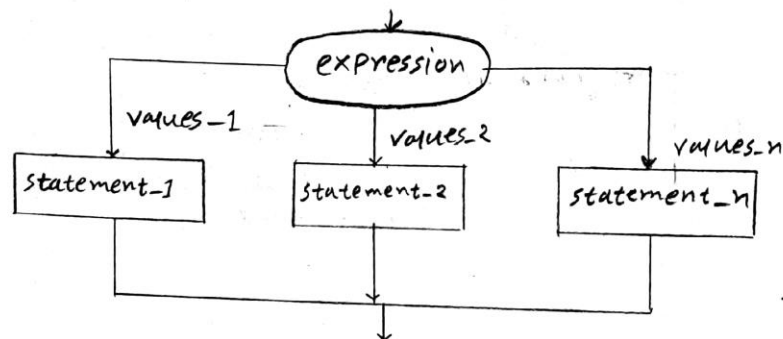 expression
values_1
values_2
values_n
statement_1
statement_2
statement_n